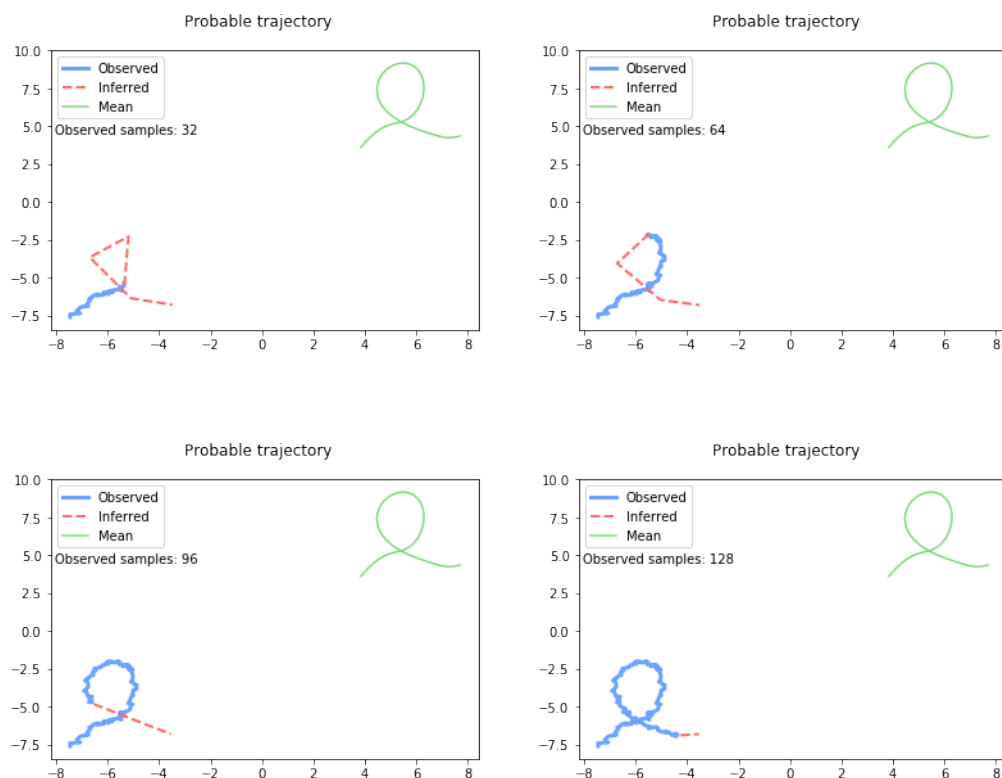 Probable trajectory
10.0
7.5
5.0
2.5
0.0
−2.5
−5.0
−7.5
Observed
Inferred
Mean
Observed samples: 32
−8 −6 −4 −2 0 2 4 6 8
Probable trajectory
10.0
7.5
5.0
2.5
0.0
−2.5
−5.0
−7.5
Observed
Inferred
Mean
Observed samples: 64
−8 −6 −4 −2 0 2 4 6 8
Probable trajectory
10.0
7.5
5.0
2.5
0.0
−2.5
−5.0
−7.5
Observed
Inferred
Mean
Observed samples: 96
−8 −6 −4 −2 0 2 4 6 8
Probable trajectory
10.0
7.5
5.0
2.5
0.0
−2.5
−5.0
−7.5
Observed
Inferred
Mean
Observed samples: 128
−8 −6 −4 −2 0 2 4 6 8